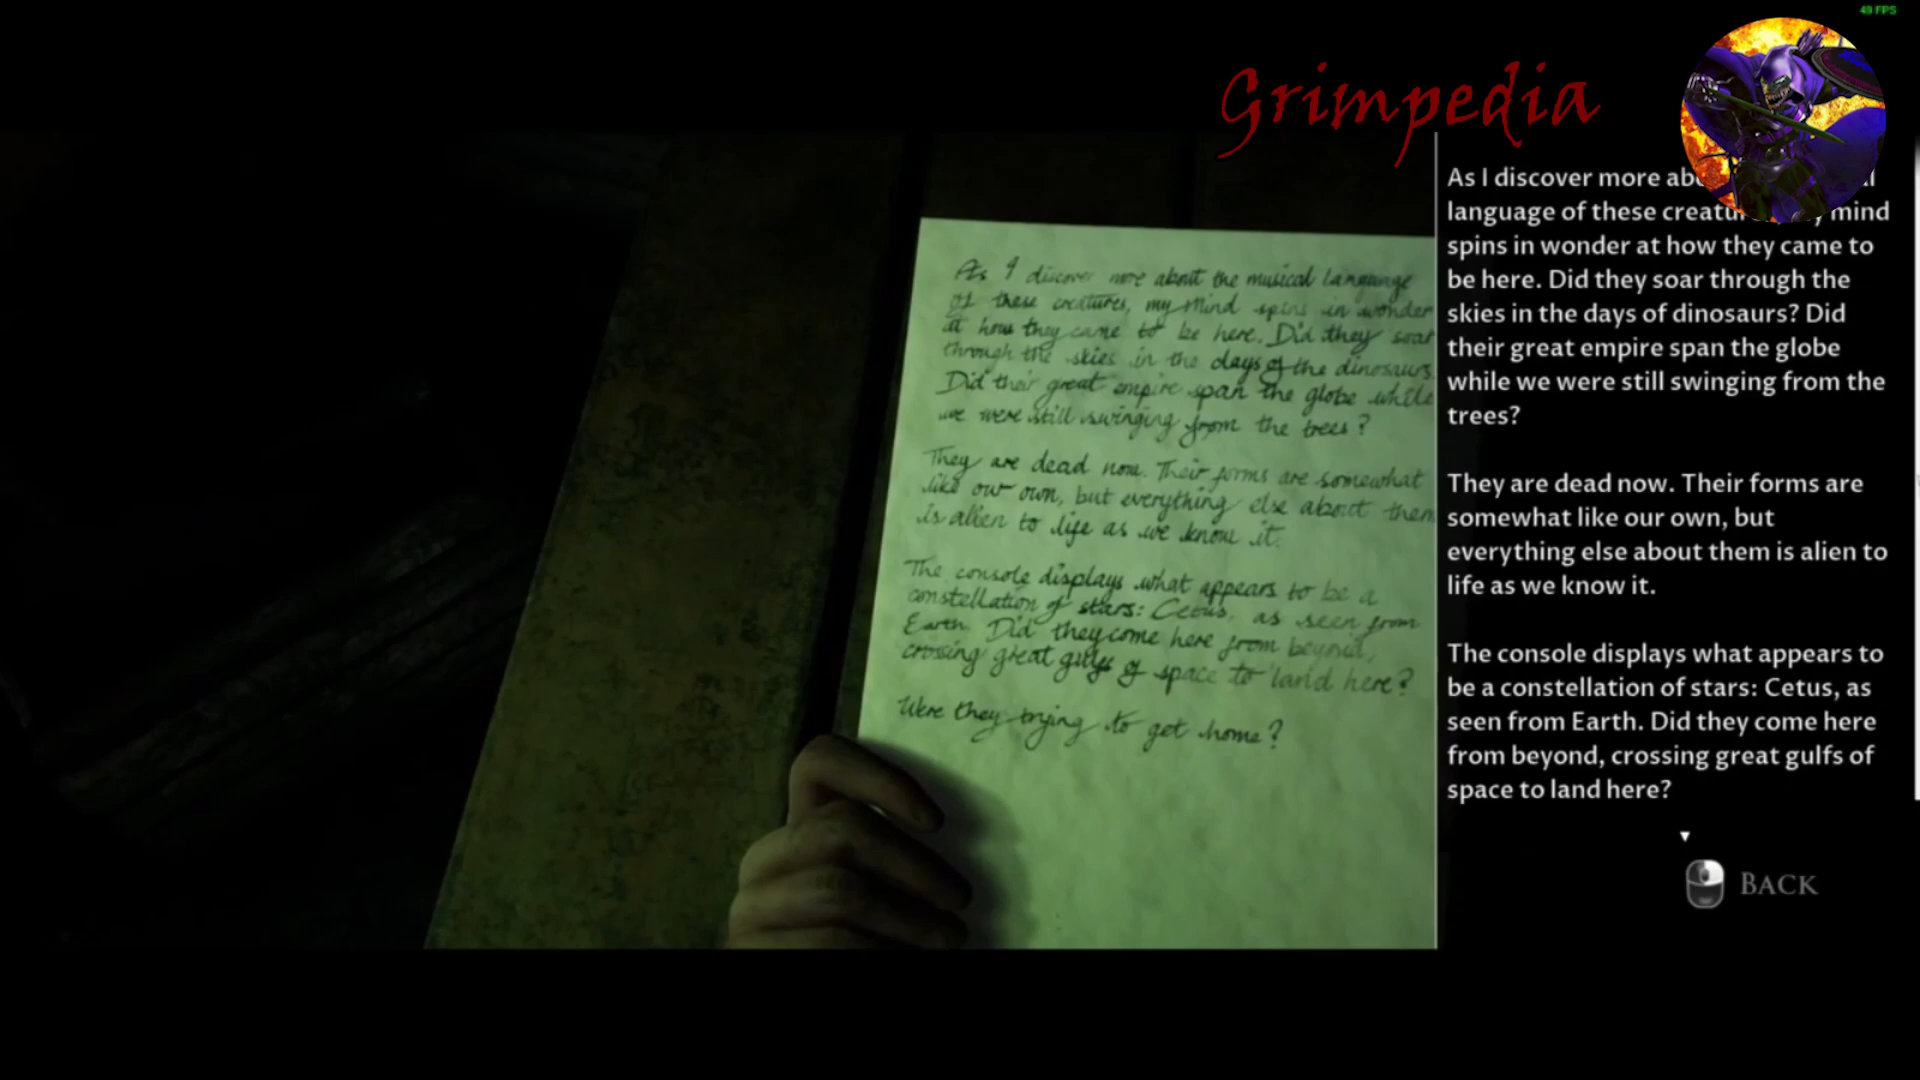 49 FPS
Grimpedia
As I discover more about the musical language
of these creatures, my mind spins in wonder
at how they came to be here. Did they soar
through the skies in the days of the dinosaurs.
Did their great empire span the globe while
we were still swinging from the trees?
They are dead now. Their forms are somewhat
like our own, but everything else about them
is alien to life as we know it.
The console displays what appears to be a
constellation of stars: Cetus, as seen from
Earth. Did they come here from beyond,
crossing great gulfs of space to land here?
Were they trying to get home?
As I discover more
language of these mind
spins in wonder at how they came to
be here. Did they soar through the
skies in the days of dinosaurs? Did
their great empire span the globe
while we were still swinging from the
trees?
They are dead now. Their forms are
somewhat like our own, but
everything else about them is alien to
life as we know it.
The console displays what appears to
be a constellation of stars: Cetus, as
seen from Earth. Did they come here
from beyond, crossing great gulfs of
space to land here?
BACK